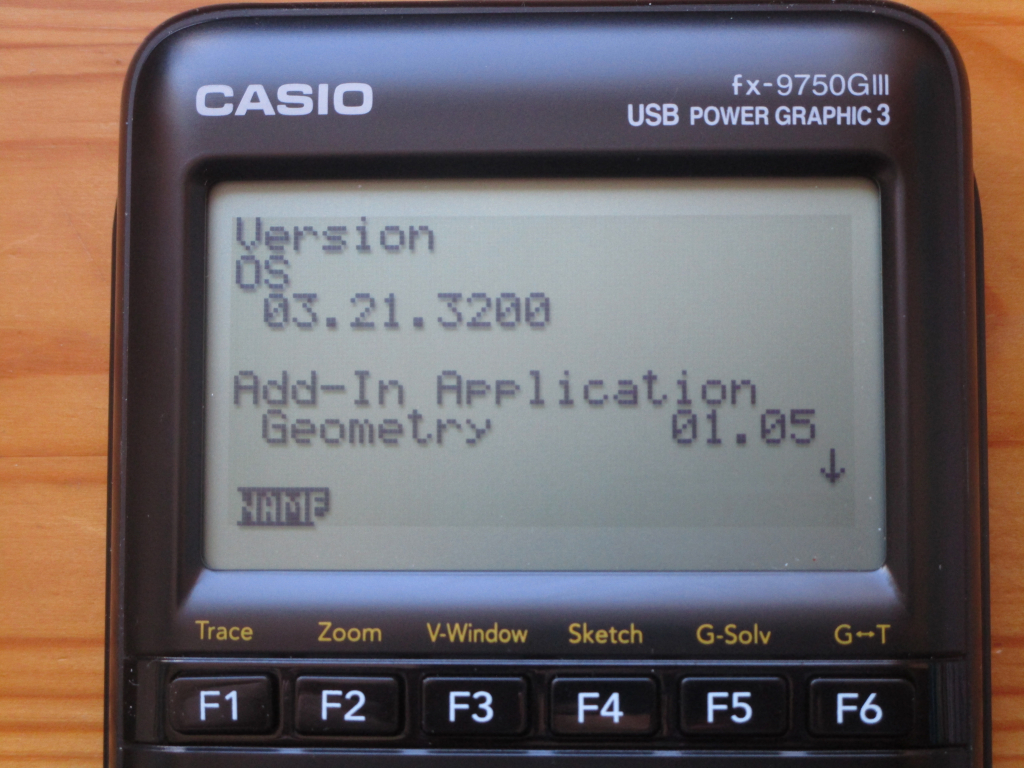 CASIO
fx-9750GIII
USB POWER GRAPHIC 3
Version
OS
03.21.3200
Add-In Application
Geometry 01.05
↓
NAME
Trace Zoom V-Window Sketch G-Solv G↔T
F1 F2 F3 F4 F5 F6